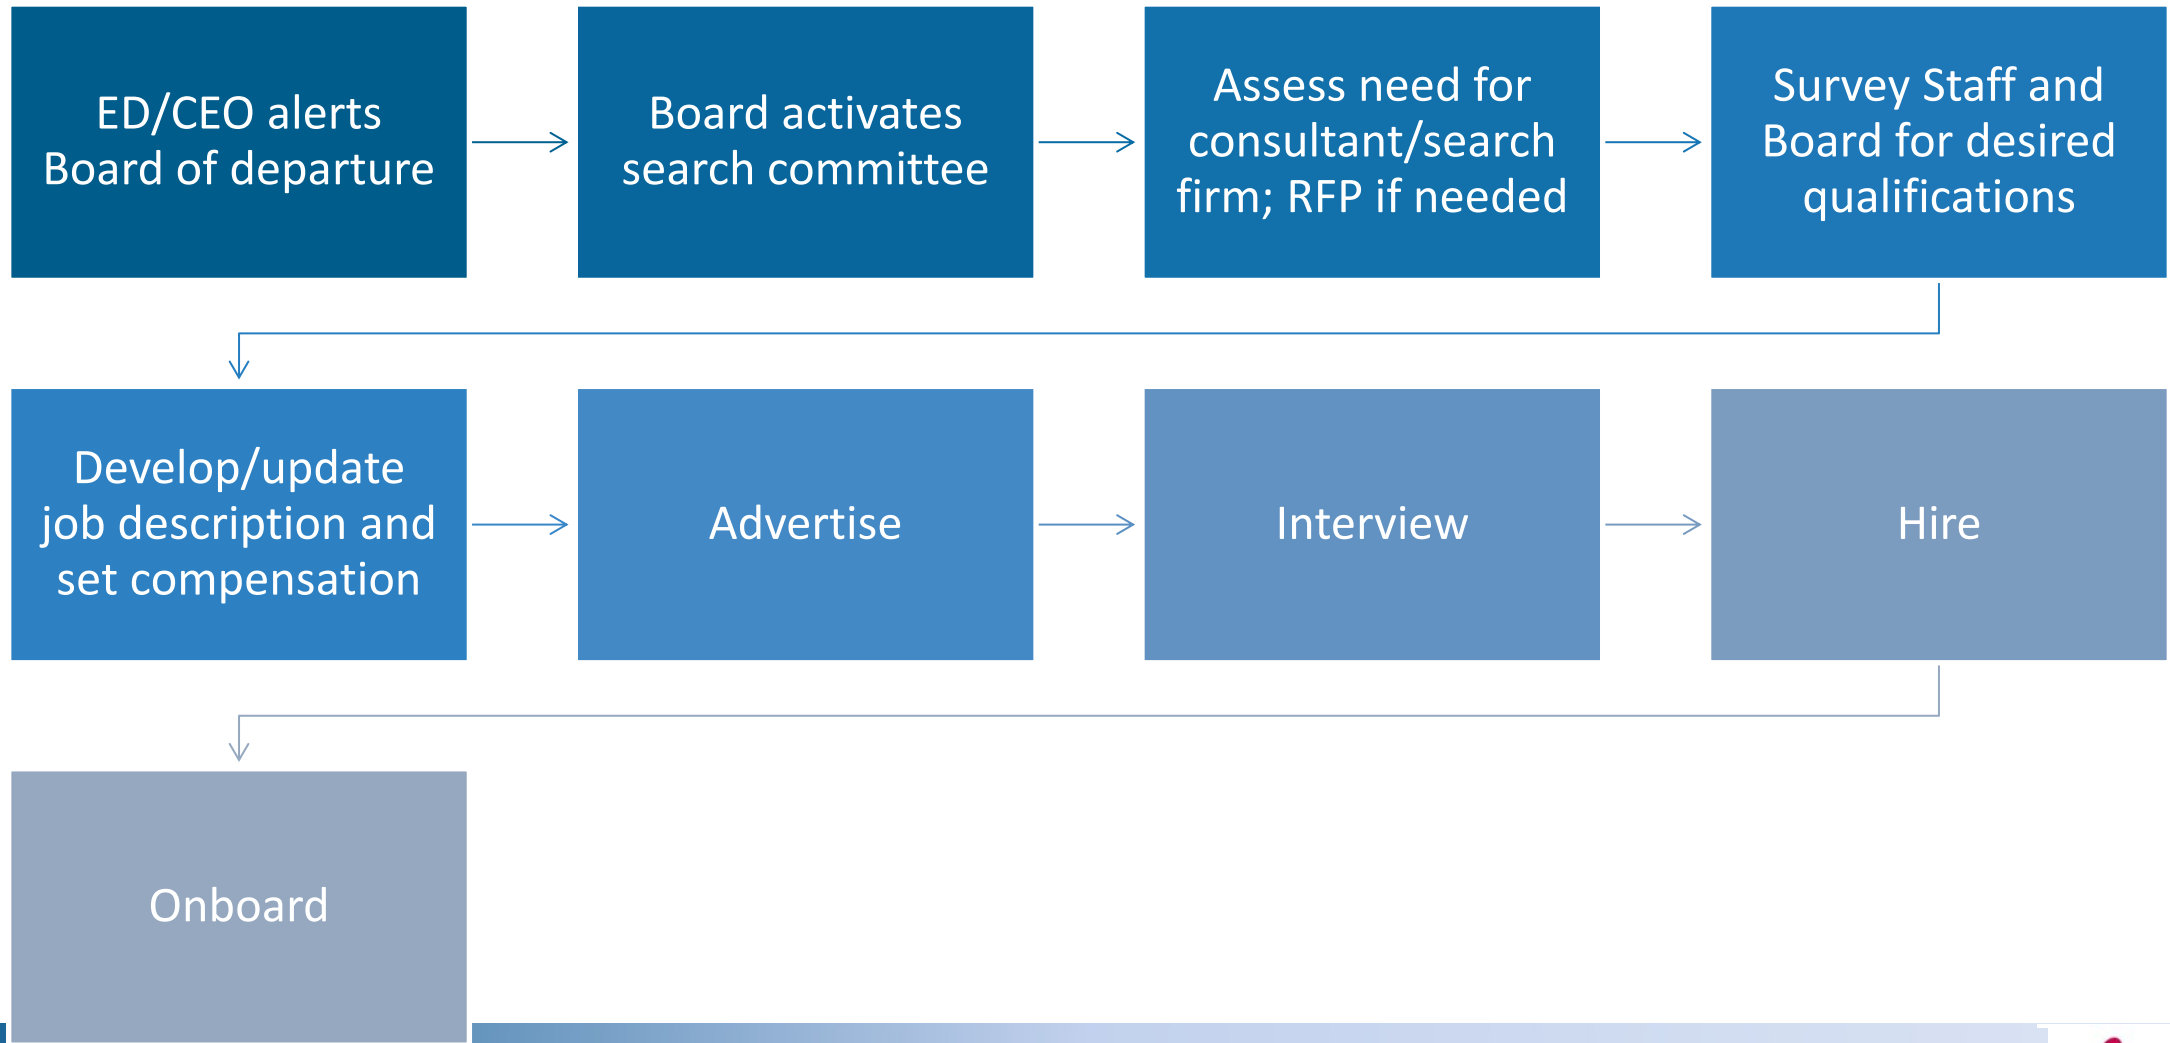 ED/CEO alerts
Board of departure
Board activates
search committee
Assess need for
consultant/search
firm; RFP if needed
Survey Staff and
Board for desired
qualifications
Develop/update
job description and
set compensation
Advertise
Interview
Hire
Onboard